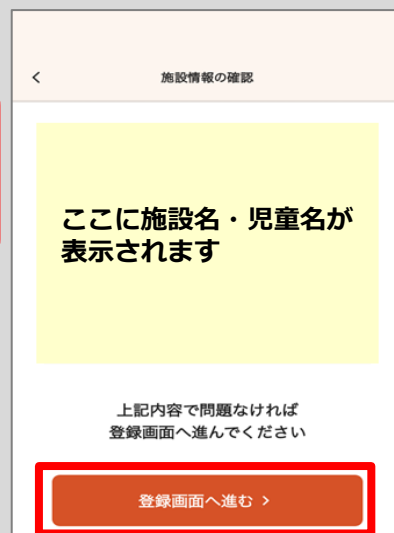 <
施設情報の確認
ここに施設名・児童名が
表示されます
上記内容で問題なければ
登録画面へ進んでください
登録画面へ進む >